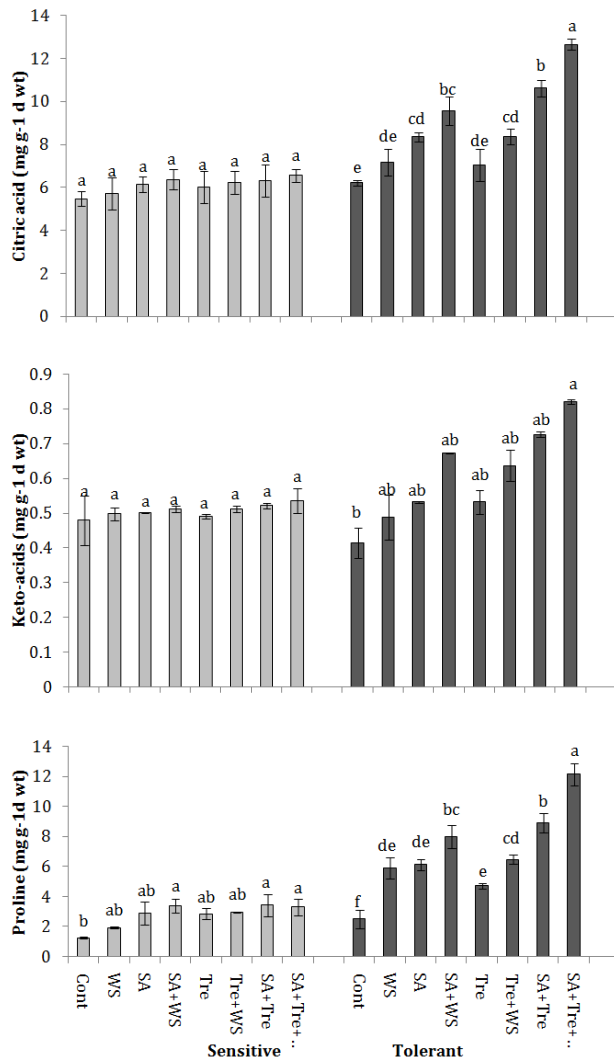 Citric acid (mg g-1 d wt)
14
12
10
8
6
4
2
0
a a a a a a a a
e de cd bc de cd b a
Keto-acids (mg g-1 d wt)
0.9
0.8
0.7
0.6
0.5
0.4
0.3
0.2
0.1
0
a a a a a a a a
b ab ab ab ab ab ab a
Proline (mg g-1d wt)
14
12
10
8
6
4
2
0
b ab ab a ab ab a a
f de de bc e cd b a
Cont WS SA SA+WS Tre Tre+WS SA+Tre SA+Tre+..
Cont WS SA SA+WS Tre Tre+WS SA+Tre SA+Tre+..
Sensitive Tolerant